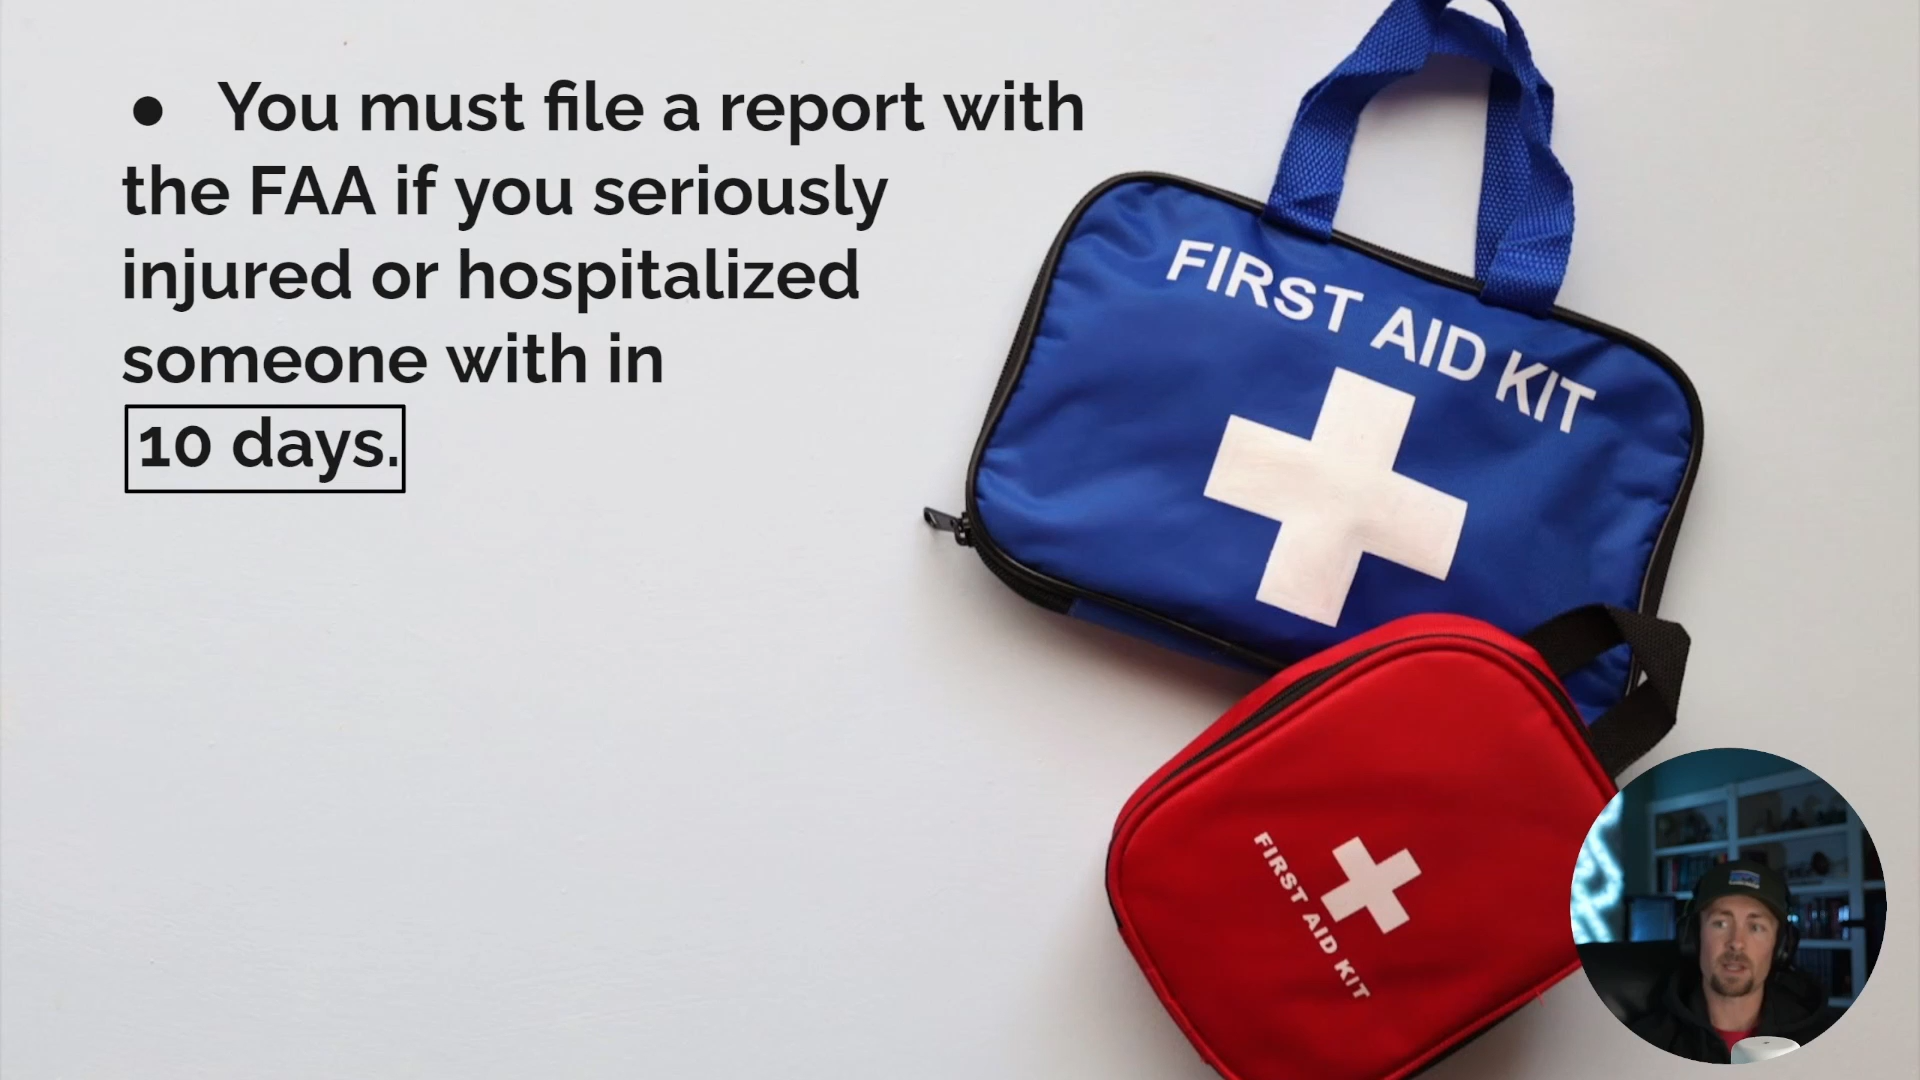 ● You must file a report with
the FAA if you seriously
injured or hospitalized
someone with in
10 days.
FIRST AID KIT
FIRST AID KIT